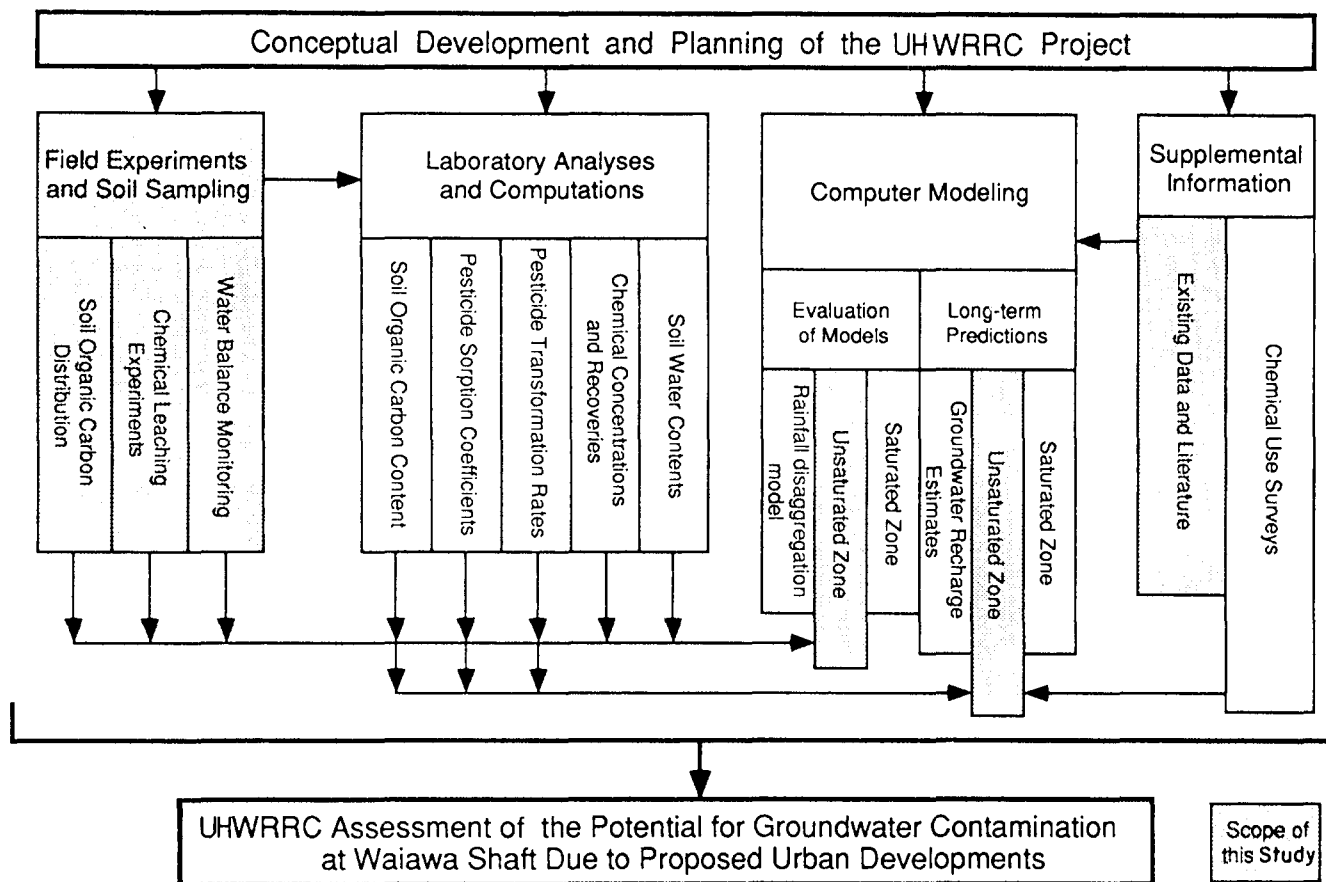 Conceptual Development and Planning of the UHWRRC Project
Field Experiments
and Soil Sampling
Soil Organic Carbon
Distribution
Chemical Leaching
Experiments
Water Balance Monitoring
Laboratory Analyses
and Computations
Soil Organic Carbon Content
Pesticide Sorption Coefficients
Pesticide Transformation Rates
Chemical Concentrations
and Recoveries
Soil Water Contents
Computer Modeling
Evaluation
of Models
Rainfall disaggregation
model
Unsaturated Zone
Saturated Zone
Long-term
Predictions
Groundwater Recharge
Estimates
Unsaturated Zone
Saturated Zone
Supplemental
Information
Existing Data and Literature
Chemical Use Surveys
UHWRRC Assessment of the Potential for Groundwater Contamination
at Waiawa Shaft Due to Proposed Urban Developments
Scope of
this Study